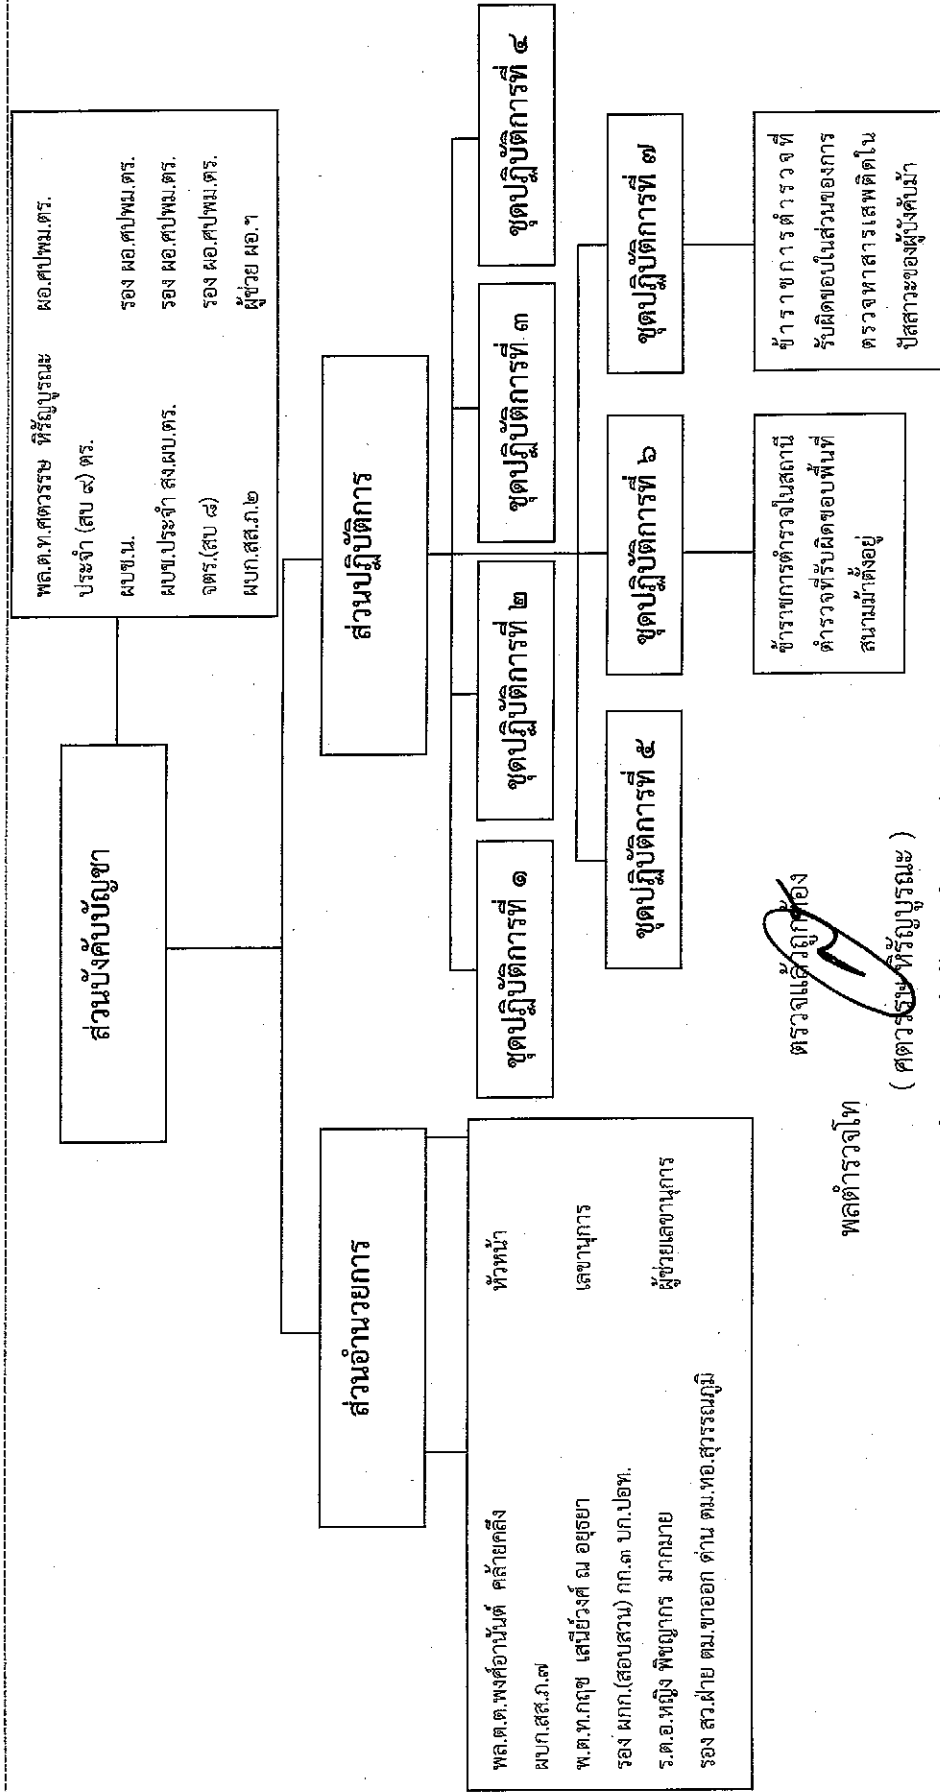 ส่วนบังคับบัญชา
พล.ต.ท.ศตวรรษ หิรัญบูรณะ ผอ.ศปพม.ตร.
ประจำ (สบ ๙) ตร.
ผบช.น. รอง ผอ.ศปพม.ตร.
ผบช.ประจำ สง.ผบ.ตร. รอง ผอ.ศปพม.ตร.
จตร.(สบ ๘) รอง ผอ.ศปพม.ตร.
ผบก.สส.ภ.๒ ผู้ช่วย ผอ.ฯ
ส่วนอำนวยการ
พล.ต.ต.พงศ์อานันต์ คล้ายคลึง หัวหน้า
ผบก.สส.ภ.๗
พ.ต.ท.กฤช เสนีย์วงศ์ ณ อยุธยา เลขานุการ
รอง ผกก.(สอบสวน) กก.๓ บก.ปอท.
ร.ต.อ.หญิง พิชญากร มากมาย ผู้ช่วยเลขานุการ
รอง สว.ฝ่าย ตม.ขาออก ด่าน ตม.ทอ.สุวรรณภูมิ
ส่วนปฏิบัติการ
ชุดปฏิบัติการที่ ๑
ชุดปฏิบัติการที่ ๒
ชุดปฏิบัติการที่ ๓
ชุดปฏิบัติการที่ ๔
ชุดปฏิบัติการที่ ๕
ชุดปฏิบัติการที่ ๖
ชุดปฏิบัติการที่ ๗
ข้าราชการตำรวจในสถานี
ตำรวจที่รับผิดชอบพื้นที่
สนามม้าตั้งอยู่
ข้าราชการตำรวจที่
รับผิดชอบในส่วนของการ
ตรวจหาสารเสพติดใน
ปัสสาวะของผู้บังคับม้า
ตรวจแล้วถูกต้อง
พลตำรวจโท
( ศตวรรษ หิรัญบูรณะ )